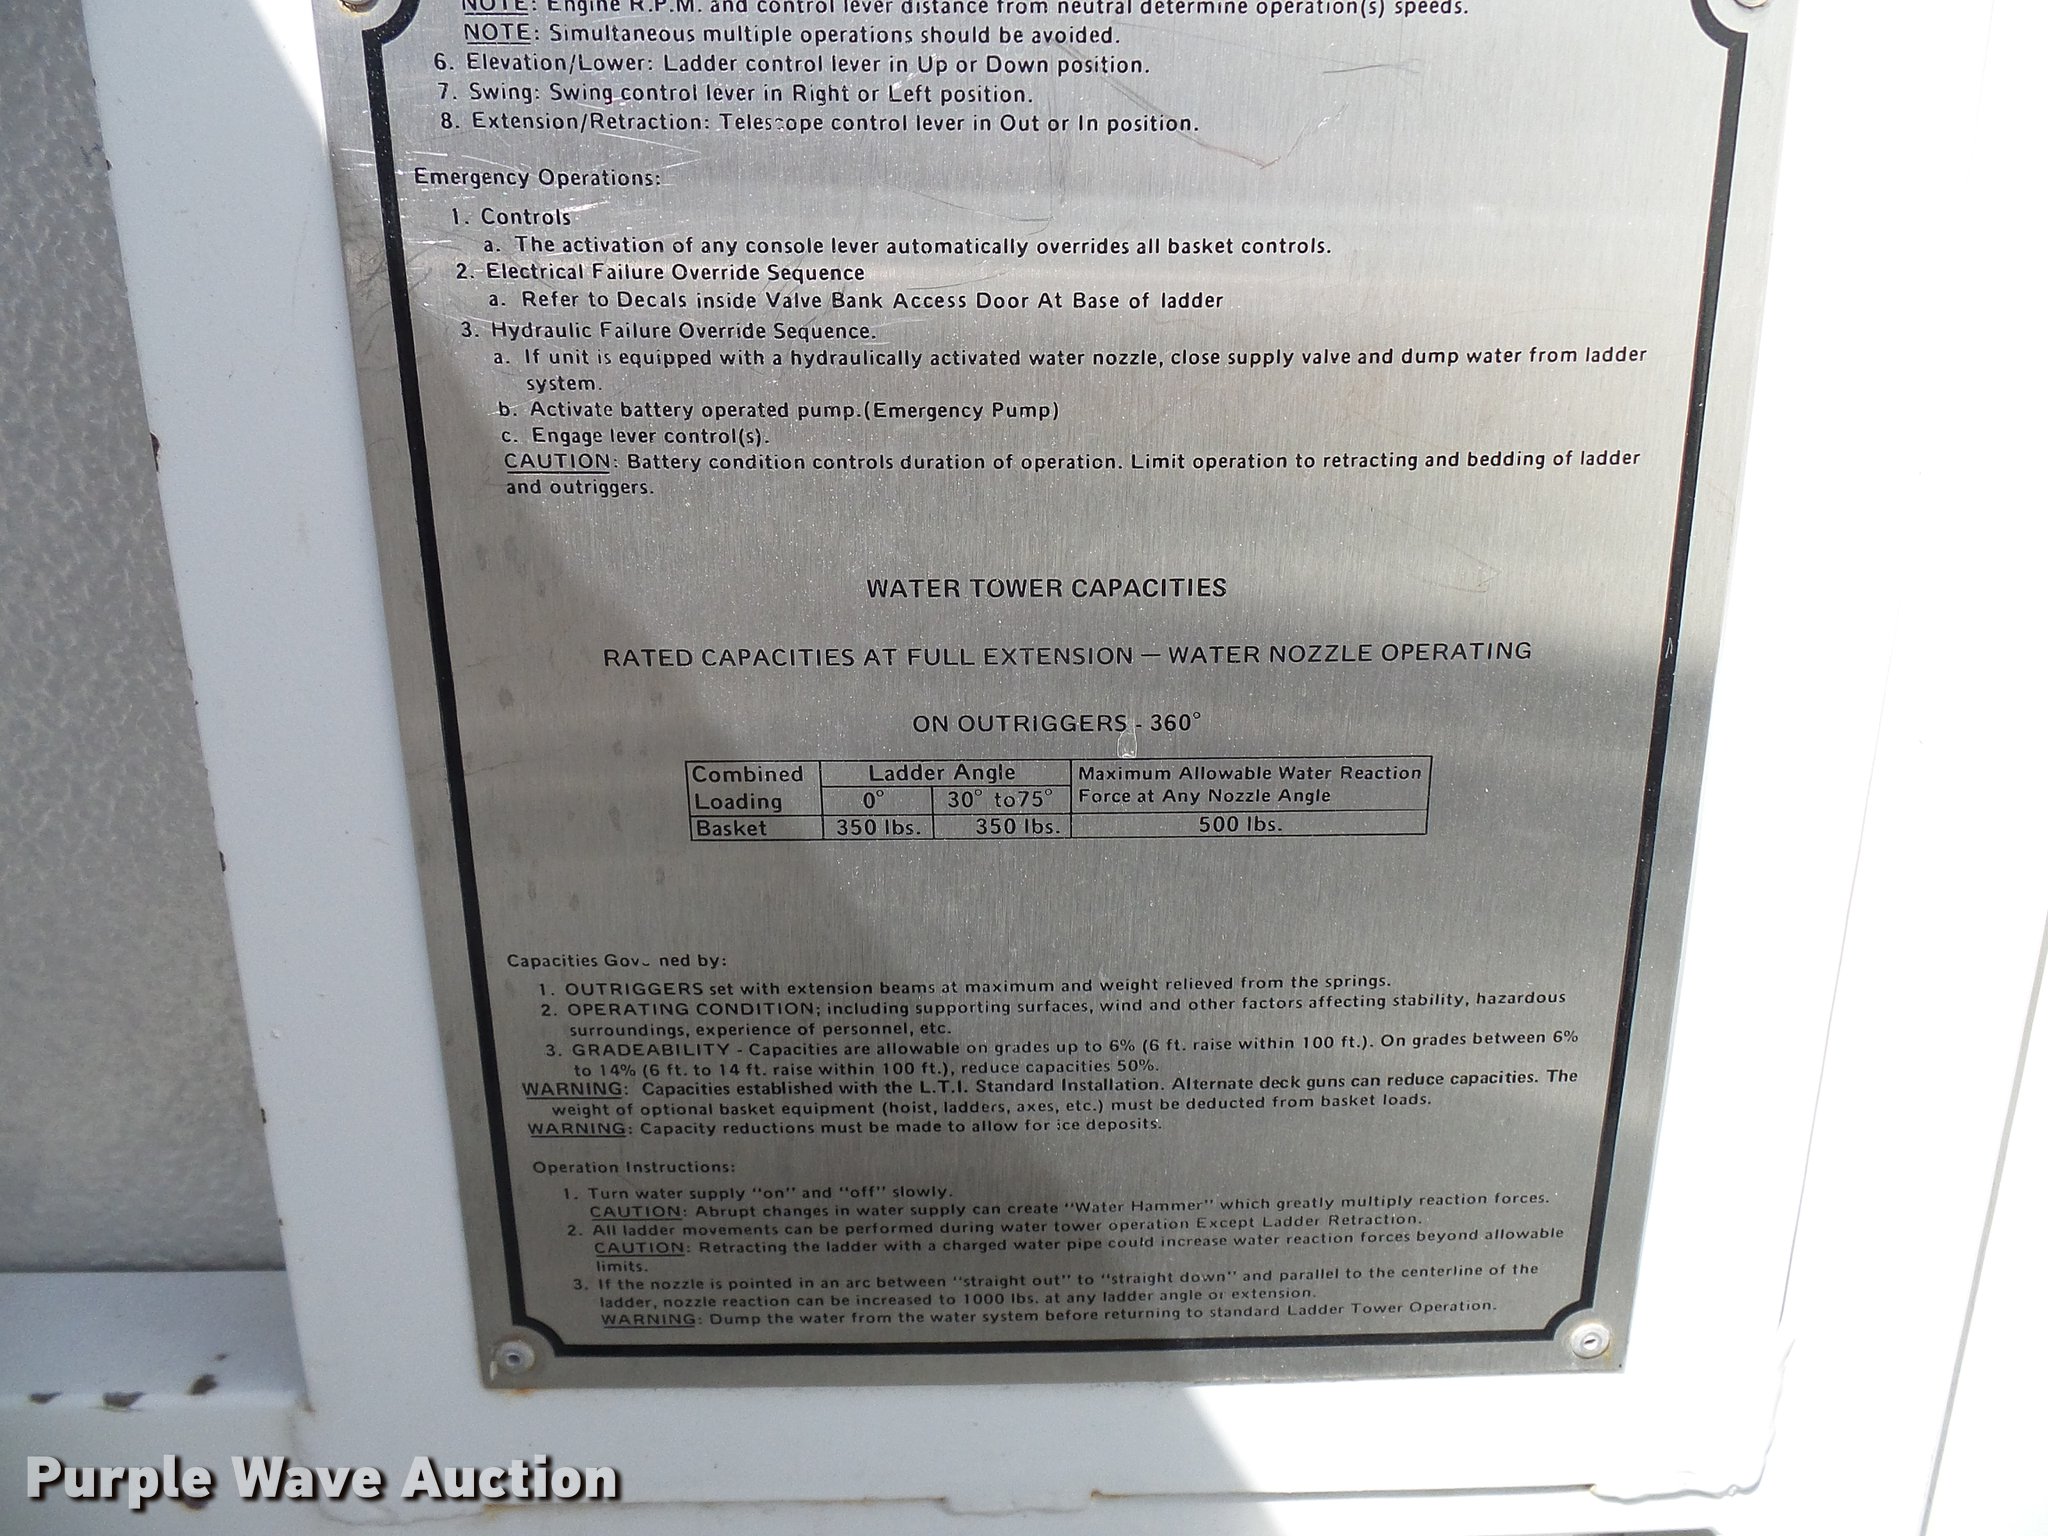 NOTE: Engine R.P.M. and control lever distance from neutral determine operation(s) speeds.
NOTE: Simultaneous multiple operations should be avoided.
6. Elevation/Lower: Ladder control lever in Up or Down position.
7. Swing: Swing control lever in Right or Left position.
8. Extension/Retraction: Telescope control lever in Out or In position.
Emergency Operations:
1. Controls
a. The activation of any console lever automatically overrides all basket controls.
2. Electrical Failure Override Sequence
a. Refer to Decals inside Valve Bank Access Door At Base of ladder
3. Hydraulic Failure Override Sequence.
a. If unit is equipped with a hydraulically activated water nozzle, close supply valve and dump water from ladder
system.
b. Activate battery operated pump.(Emergency Pump)
c. Engage lever control(s).
CAUTION: Battery condition controls duration of operation. Limit operation to retracting and bedding of ladder
and outriggers.
WATER TOWER CAPACITIES
RATED CAPACITIES AT FULL EXTENSION — WATER NOZZLE OPERATING
ON OUTRIGGERS - 360°
Combined Ladder Angle Maximum Allowable Water Reaction
Loading 0° 30° to75° Force at Any Nozzle Angle
Basket 350 lbs. 350 lbs. 500 lbs.
Capacities Governed by:
1. OUTRIGGERS set with extension beams at maximum and weight relieved from the springs.
2. OPERATING CONDITION; including supporting surfaces, wind and other factors affecting stability, hazardous
surroundings, experience of personnel, etc.
3. GRADEABILITY - Capacities are allowable on grades up to 6% (6 ft. raise within 100 ft.). On grades between 6%
to 14% (6 ft. to 14 ft. raise within 100 ft.), reduce capacities 50%.
WARNING: Capacities established with the L.T.I. Standard Installation. Alternate deck guns can reduce capacities. The
weight of optional basket equipment (hoist, ladders, axes, etc.) must be deducted from basket loads.
WARNING: Capacity reductions must be made to allow for ice deposits.
Operation Instructions:
1. Turn water supply "on" and "off" slowly.
CAUTION: Abrupt changes in water supply can create "Water Hammer" which greatly multiply reaction forces.
2. All ladder movements can be performed during water tower operation Except Ladder Retraction.
CAUTION: Retracting the ladder with a charged water pipe could increase water reaction forces beyond allowable
limits.
3. If the nozzle is pointed in an arc between "straight out" to "straight down" and parallel to the centerline of the
ladder, nozzle reaction can be increased to 1000 lbs. at any ladder angle or extension.
WARNING: Dump the water from the water system before returning to standard Ladder Tower Operation.
Purple Wave Auction